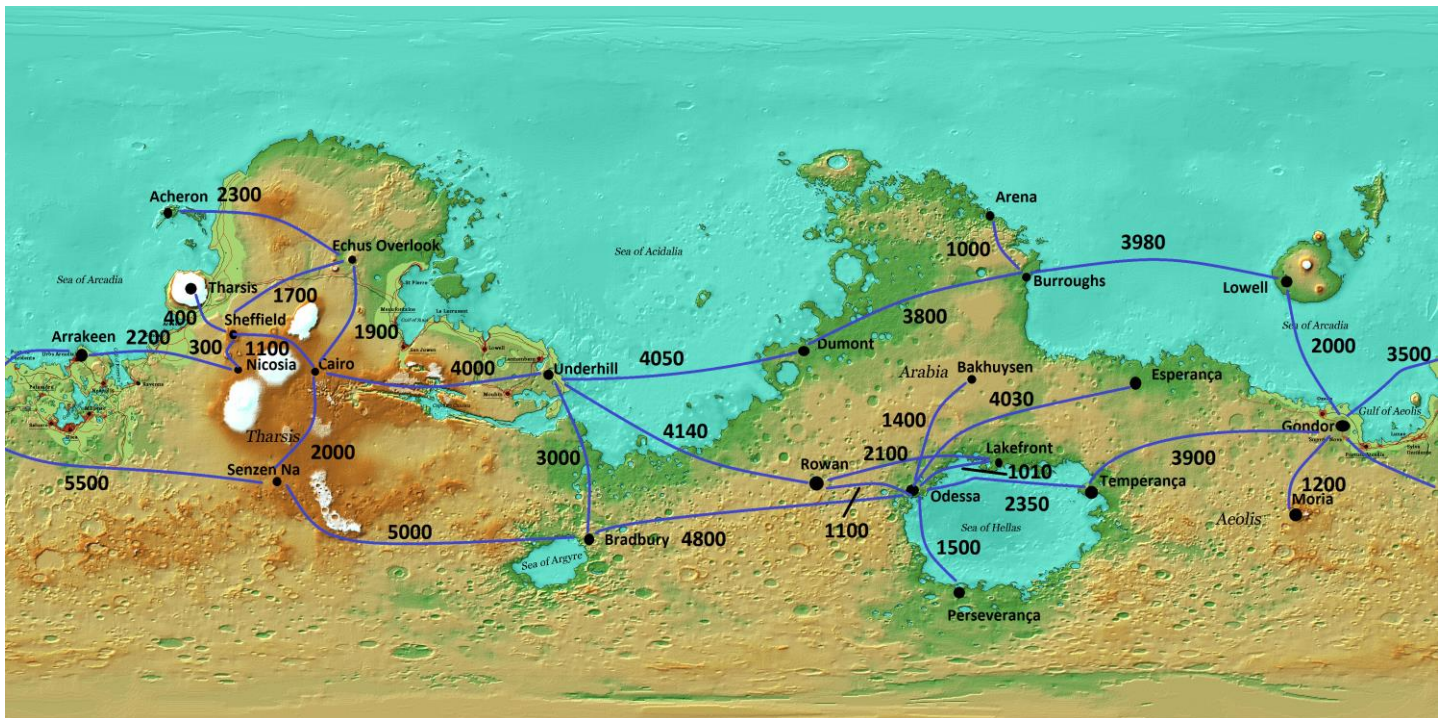 Acheron
2300
Arena
Echus Overlook
1000
3980
Sea of Acidalia
Sea of Arcadia
Tharsis
Burroughs
Lowell
1700
St Pierre
400
Sheffield
3800
Sea of Arcadia
Arrakeen
2200
1900
2000
3500
300
1100
Dumont
Nicosia
Cairo
4000
Underhill
4050
Arabia
Bakhuysen
Esperança
1400
4030
Gulf of Aeolis
Tharsis
Gondor
2000
4140
2100
Lakefront
3900
Senzen Na
3000
Rowan
1010
5500
Odessa
2350
Temperança
1200
Moria
5000
1100
Aeolis
Bradbury
4800
Sea of Hellas
Sea of Argyre
1500
Perseverança